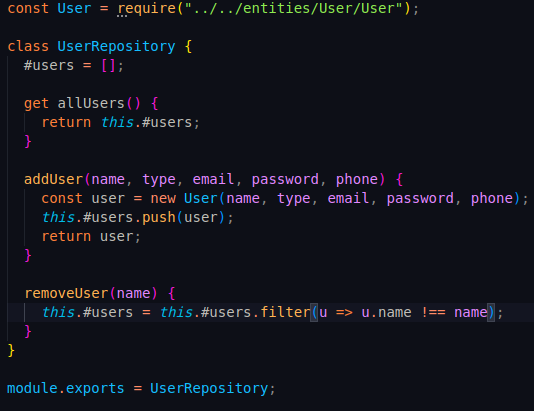 const User = require("../../entities/User/User");
class UserRepository {
#users = [];
get allUsers() {
return this.#users;
}
addUser(name, type, email, password, phone) {
const user = new User(name, type, email, password, phone);
this.#users.push(user);
return user;
}
removeUser(name) {
this.#users = this.#users.filter(u => u.name !== name);
}
}
module.exports = UserRepository;